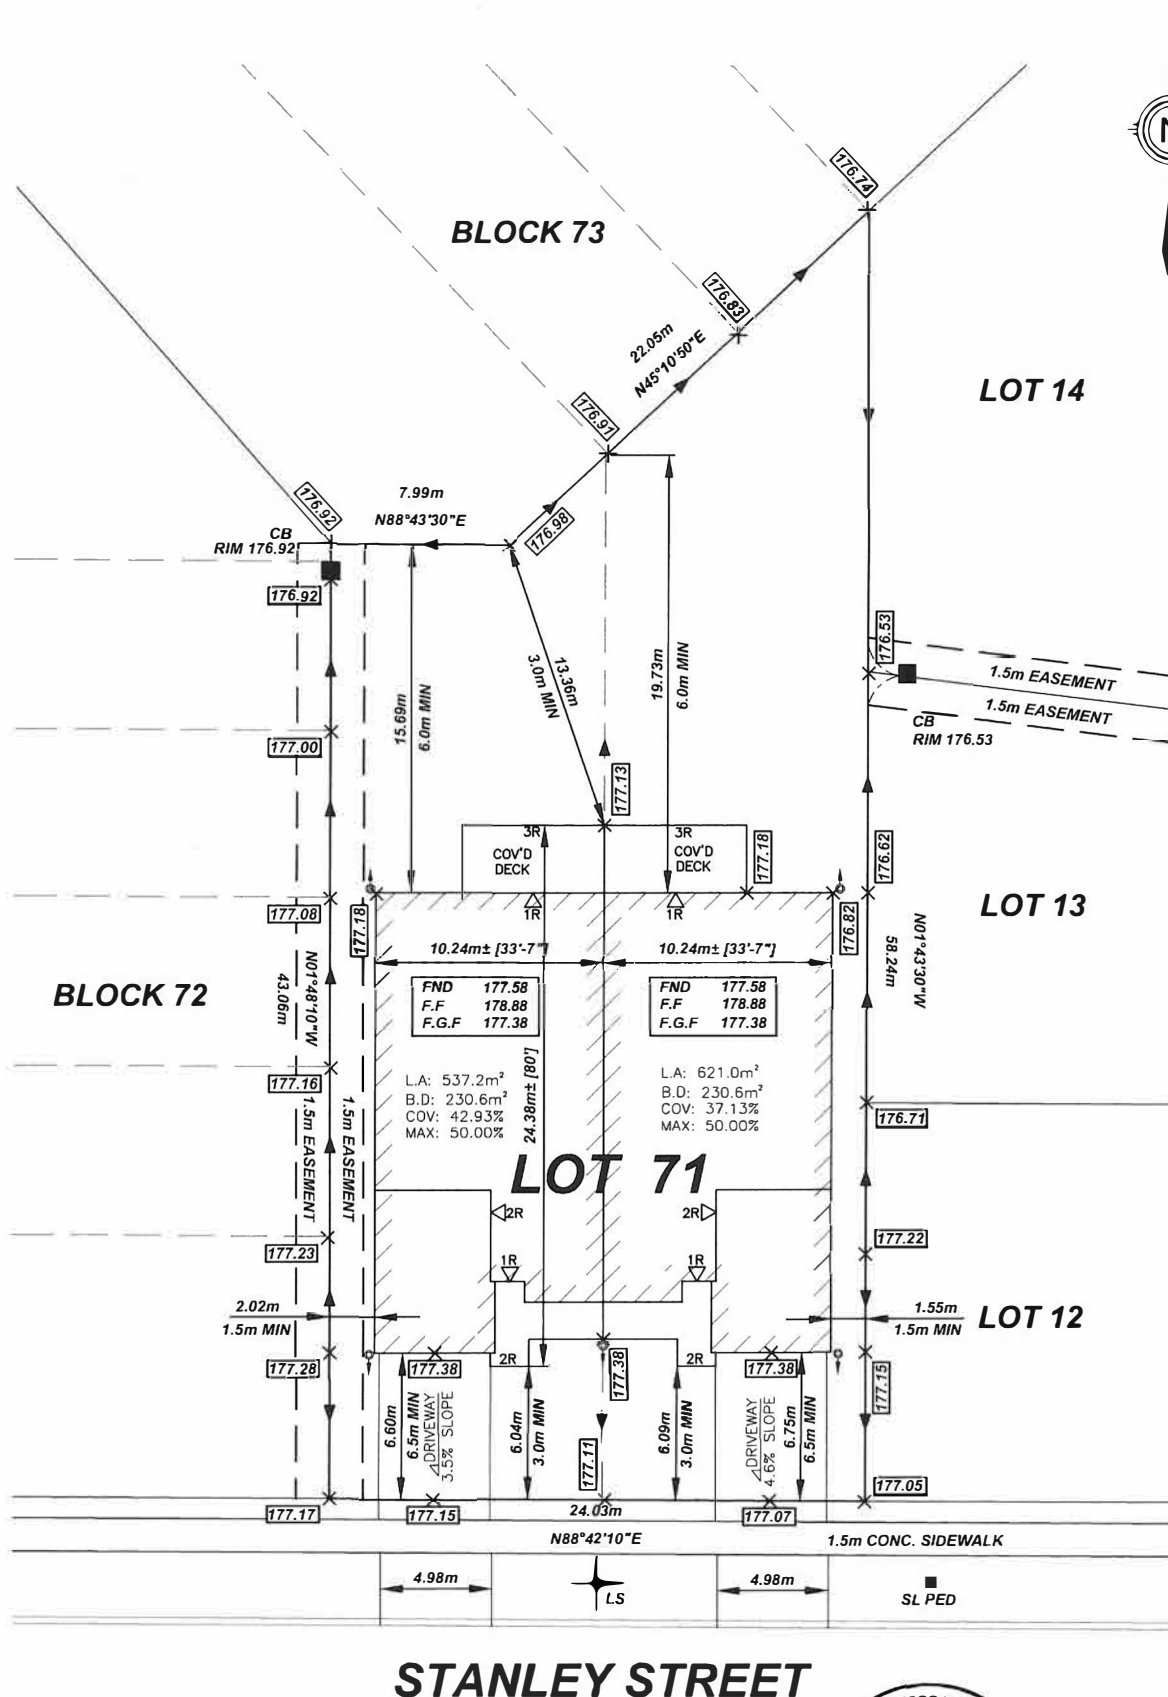 176.74
BLOCK 73
176.83
22.05m
N45°10'50"E
LOT 14
176.91
7.99m
N88°43'30"E
176.92
CB
RIM 176.92
176.98
176.92
13.36m
3.0m MIN
19.73m
6.0m MIN
15.69m
6.0m MIN
176.53
1.5m EASEMENT
1.5m EASEMENT
CB
RIM 176.53
177.00
177.13
3R
COV'D
DECK
3R
COV'D
DECK
177.18
176.62
177.08
177.18
1R
1R
176.82
LOT 13
10.24m± [33'-7"]
10.24m± [33'-7"]
N01°43'30"W
58.24m
BLOCK 72
N01°48'10"W
43.06m
FND 177.58
F.F 178.88
F.G.F 177.38
FND 177.58
F.F 178.88
F.G.F 177.38
L.A: 537.2m²
B.D: 230.6m²
COV: 42.93%
MAX: 50.00%
24.38m± [80']
L.A: 621.0m²
B.D: 230.6m²
COV: 37.13%
MAX: 50.00%
177.16
176.71
1.5m EASEMENT
1.5m EASEMENT
LOT 71
2R
2R
177.23
177.22
1R
1R
2.02m
1.5m MIN
1.55m
1.5m MIN
LOT 12
177.28
177.38
2R
177.38
2R
177.38
177.15
6.60m
6.5m MIN
DRIVEWAY
3.5% SLOPE
6.04m
3.0m MIN
177.11
6.09m
3.0m MIN
DRIVEWAY
4.6% SLOPE
6.75m
6.5m MIN
177.17
177.15
24.03m
177.07
177.05
N88°42'10"E
1.5m CONC. SIDEWALK
4.98m
LS
4.98m
SL PED
STANLEY STREET